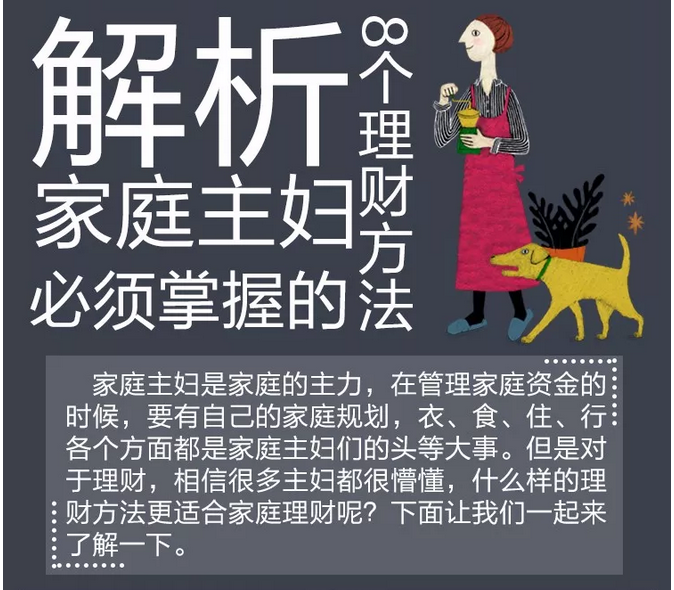 解析
家庭主妇
必须掌握的
8个理财方法
家庭主妇是家庭的主力，在管理家庭资金的
时候，要有自己的家庭规划，衣、食、住、行
各个方面都是家庭主妇们的头等大事。但是对
于理财，相信很多主妇都很懵懂，什么样的理
财方法更适合家庭理财呢？下面让我们一起来
了解一下。